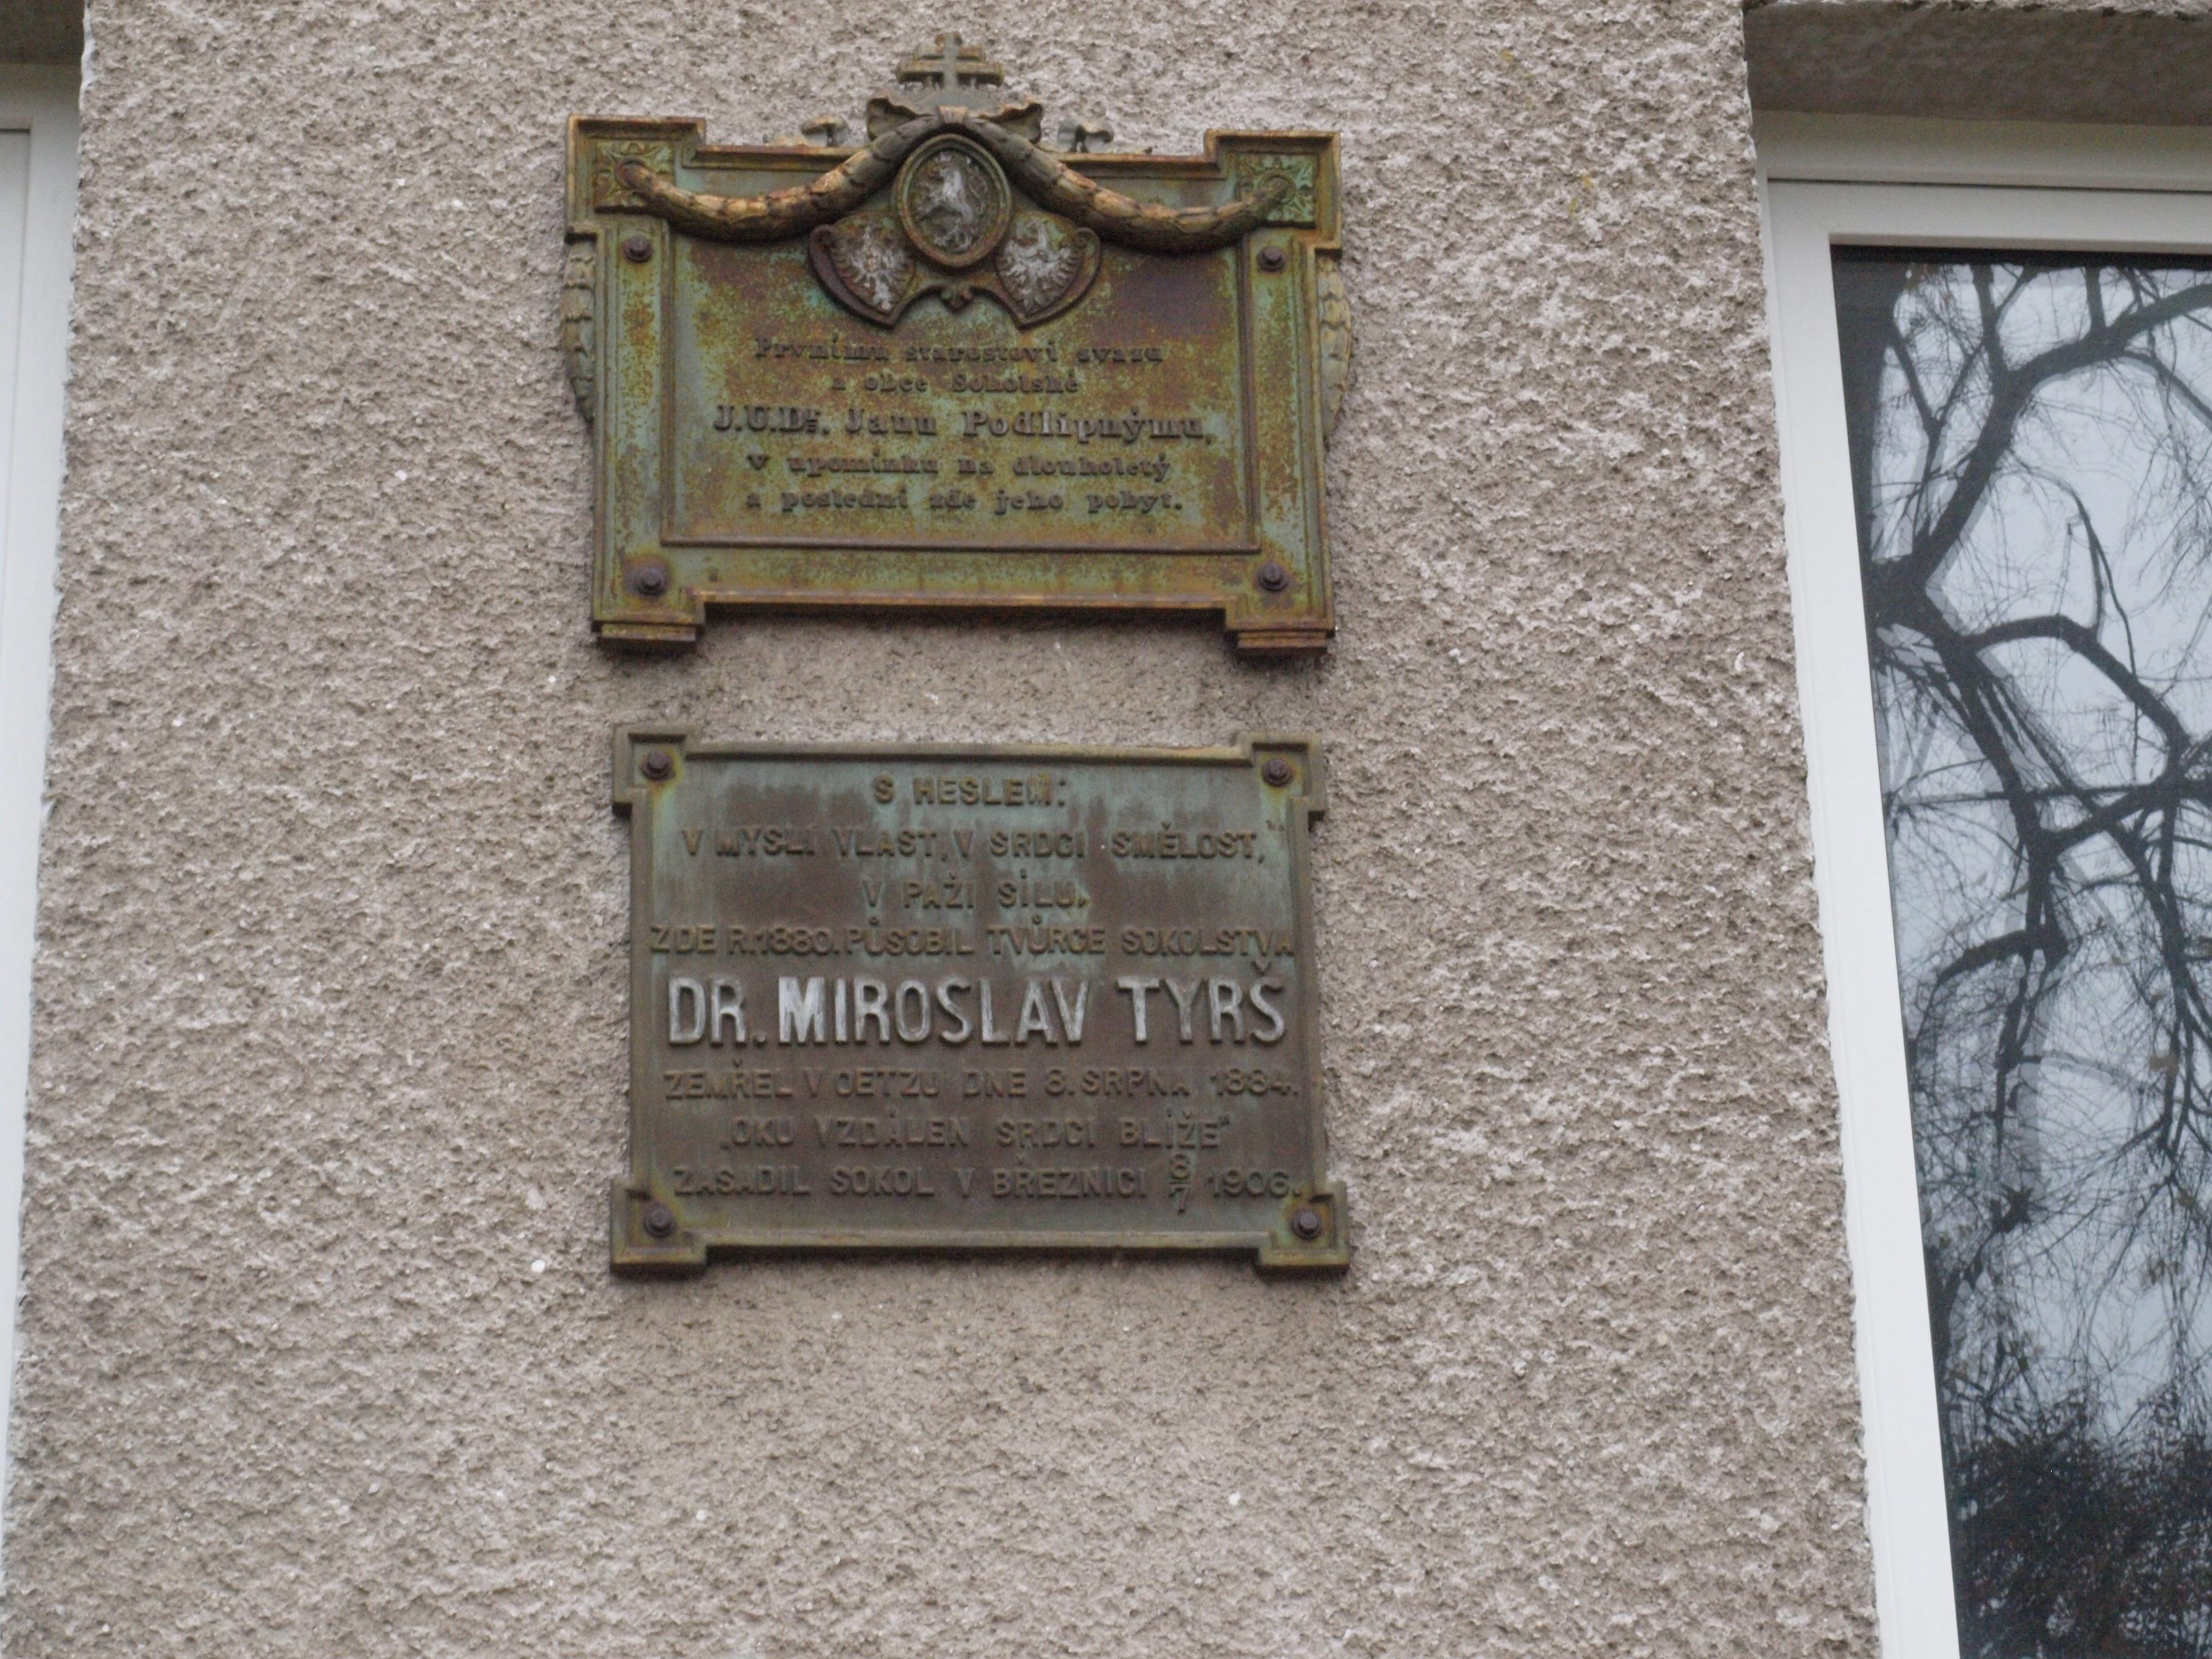 Prvnímu starostovi svazu
a obce Sokolské
J.U.Dr. Janu Podlipnýmu,
v upomínku na dlouholetý
a poslední zde jeho pobyt.
S HESLEM:
V MYSLI VLAST, V SRDCI SMĚLOST,
V PAŽI SÍLU,
ZDE R. 1880. PŮSOBIL TVŮRCE SOKOLSTVA
DR. MIROSLAV TYRŠ
ZEMŘEL V OETZU DNE 8. SRPNA 1884.
„OKU VZDÁLEN SRDCI BLÍŽE“
ZASADIL SOKOL V BŘEZNICI 8/7 1906.